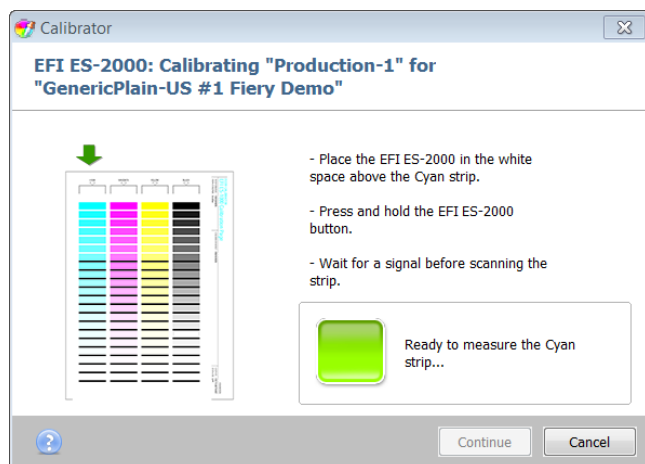 Calibrator
EFI ES-2000: Calibrating "Production-1" for
"GenericPlain-US #1 Fiery Demo"
- Place the EFI ES-2000 in the white
space above the Cyan strip.
- Press and hold the EFI ES-2000
button.
- Wait for a signal before scanning the
strip.
Ready to measure the Cyan
strip...
?
Continue
Cancel